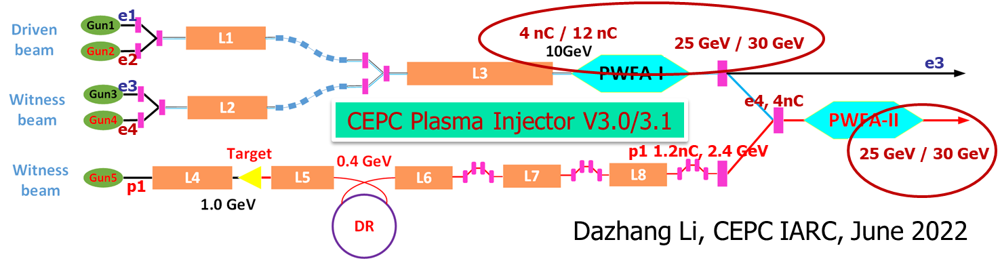 Driven
beam
Gun1
e1
Gun2
e2
L1
4 nC / 12 nC
10GeV
25 GeV / 30 GeV
L3
PWFA-I
e3
Witness
beam
Gun3
e3
Gun4
e4
L2
CEPC Plasma Injector V3.0/3.1
e4, 4nC
PWFA-II
25 GeV / 30 GeV
Witness
beam
Gun5
p1
L4
Target
1.0 GeV
L5
0.4 GeV
DR
L6
L7
L8
p1 1.2nC, 2.4 GeV
Dazhang Li, CEPC IARC, June 2022